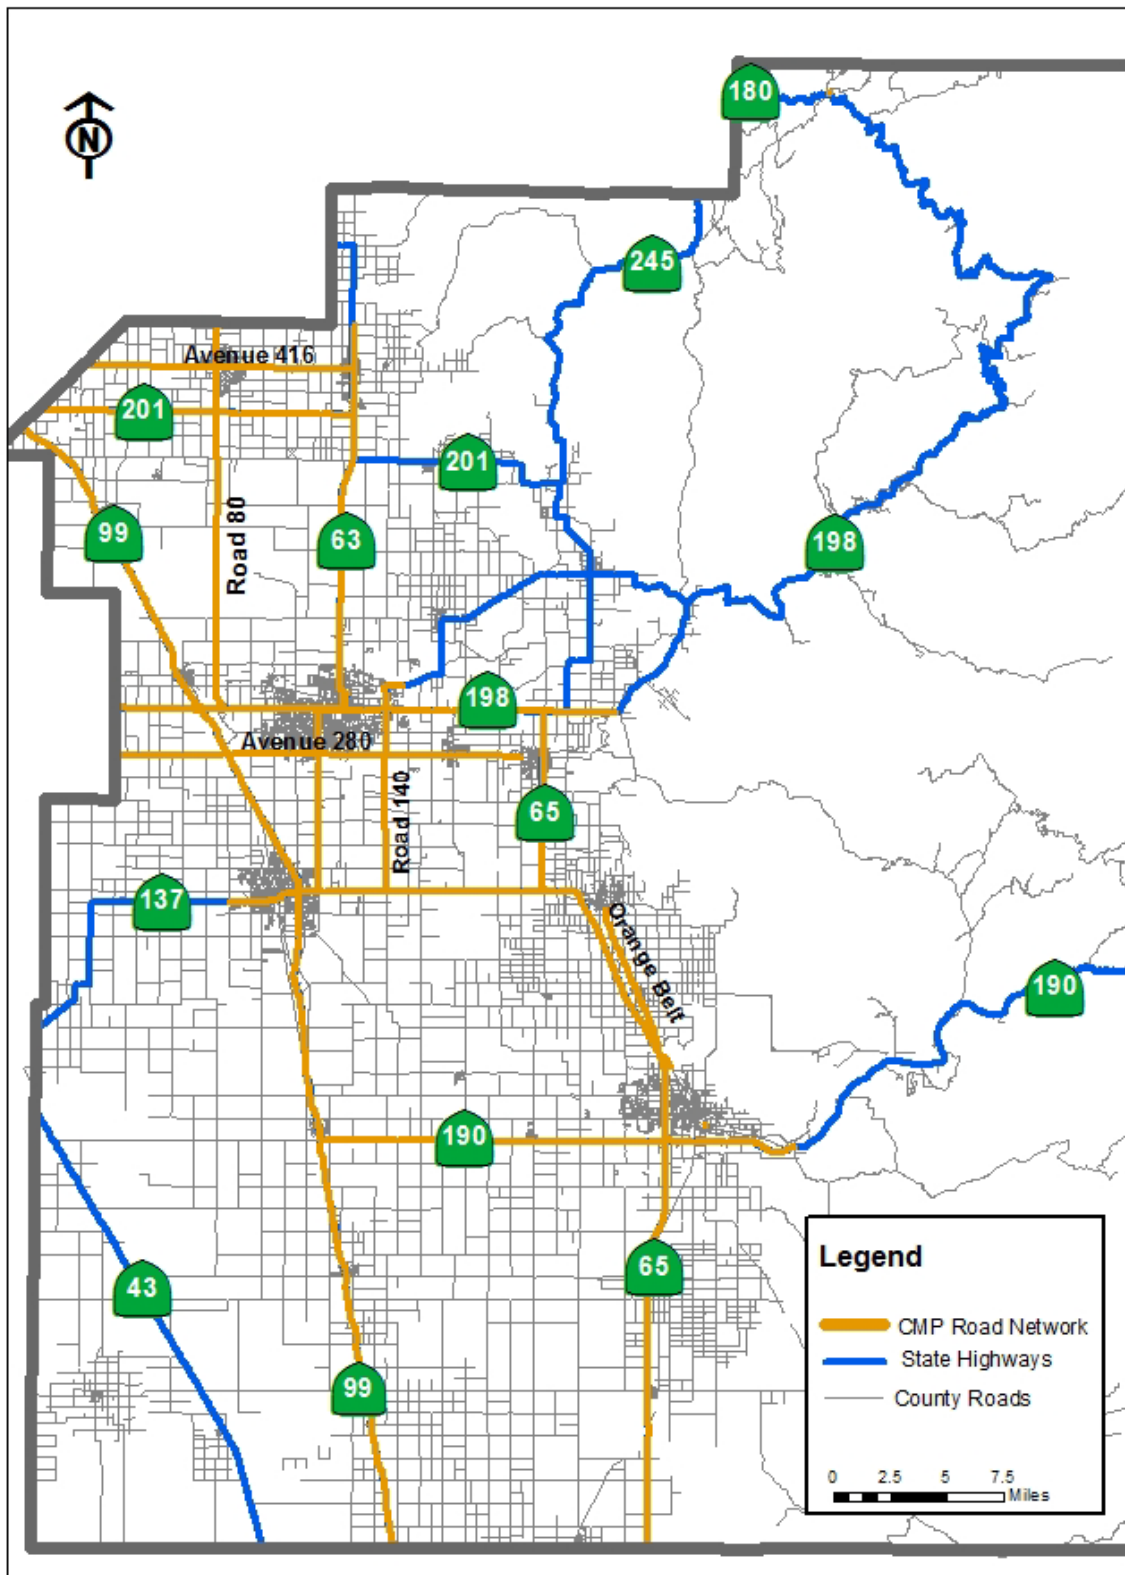 N
180
245
Avenue 416
201
201
99
Road 80
63
198
198
Avenue 280
65
Road 140
137
Orange Belt
190
190
65
43
99
Legend
CMP Road Network
State Highways
County Roads
0 2.5 5 7.5
Miles